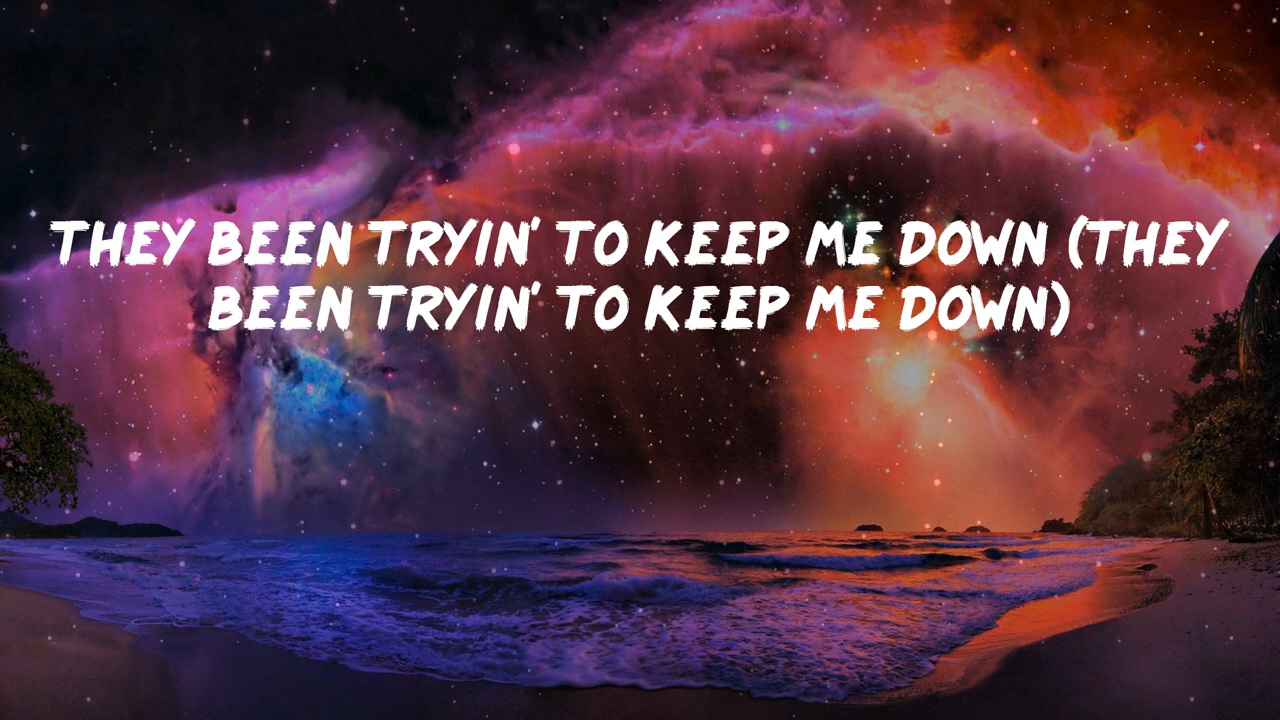 THEY BEEN TRYIN' TO KEEP ME DOWN (THEY
BEEN TRYIN' TO KEEP ME DOWN)